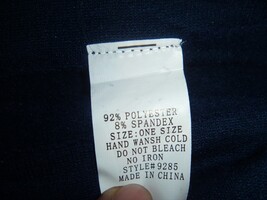 92% POLYESTER
8% SPANDEX
SIZE:ONE SIZE
HAND WANSH COLD
DO NOT BLEACH
NO IRON
STYLE#9285
MADE IN CHINA